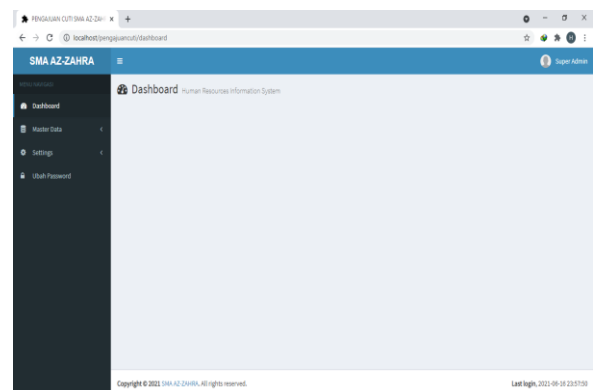 PENGAJUAN CUTI SMA AZ-ZAH
localhost/pengajuancuti/dashboard
SMA AZ-ZAHRA
Super Admin
Dashboard Human Resources Information System
Dashboard
Master Data
Settings
Ubah Password
Copyright © 2021 SMA AZ-ZAHRA. All rights reserved.
Last login, 2021-08-18 23:57:50